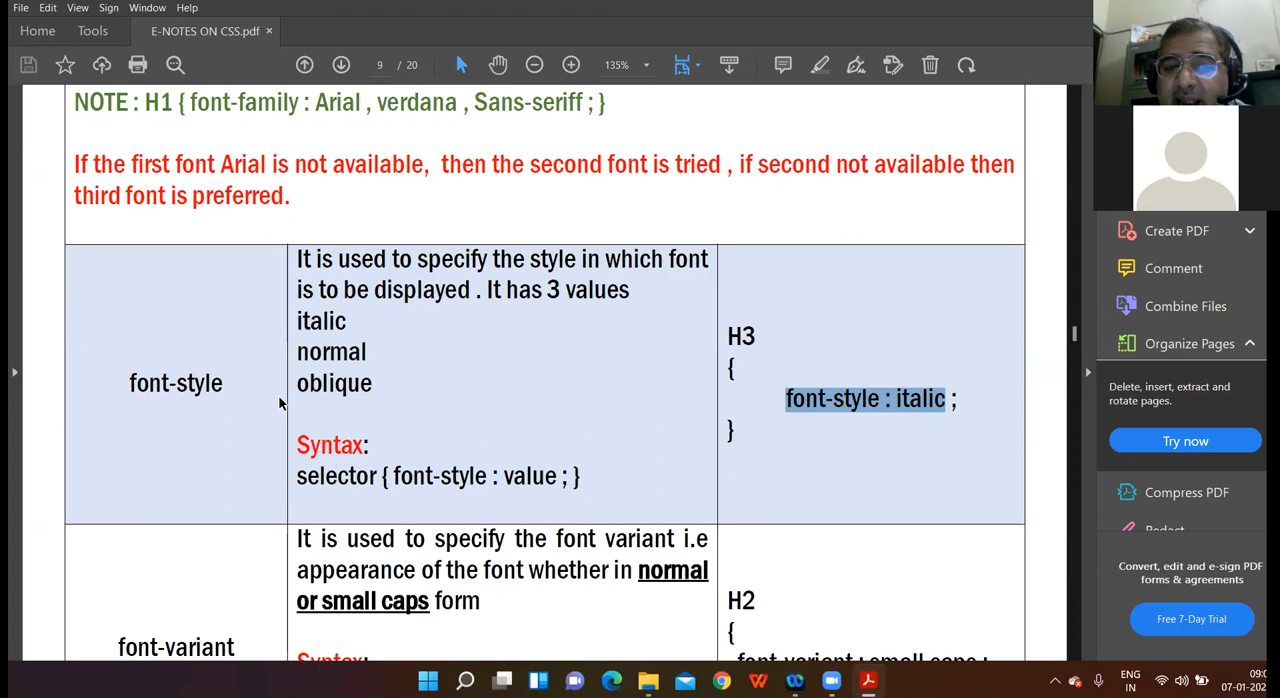 File Edit View Sign Window Help
Home Tools E-NOTES ON CSS.pdf ×
9 / 20 135%
NOTE : H1 { font-family : Arial , verdana , Sans-seriff ; }
If the first font Arial is not available, then the second font is tried , if second not available then
third font is preferred.
font-style
It is used to specify the style in which font
is to be displayed . It has 3 values
italic
normal
oblique
Syntax:
selector { font-style : value ; }
H3
{
font-style : italic ;
}
font-variant
It is used to specify the font variant i.e
appearance of the font whether in normal
or small caps form
Syntax:
H2
{
font-variant : small caps ;
Create PDF
Comment
Combine Files
Organize Pages
Delete, insert, extract and
rotate pages.
Try now
Compress PDF
Redact
Convert, edit and e-sign PDF
forms & agreements
Free 7-Day Trial
ENG
IN
07-01-202